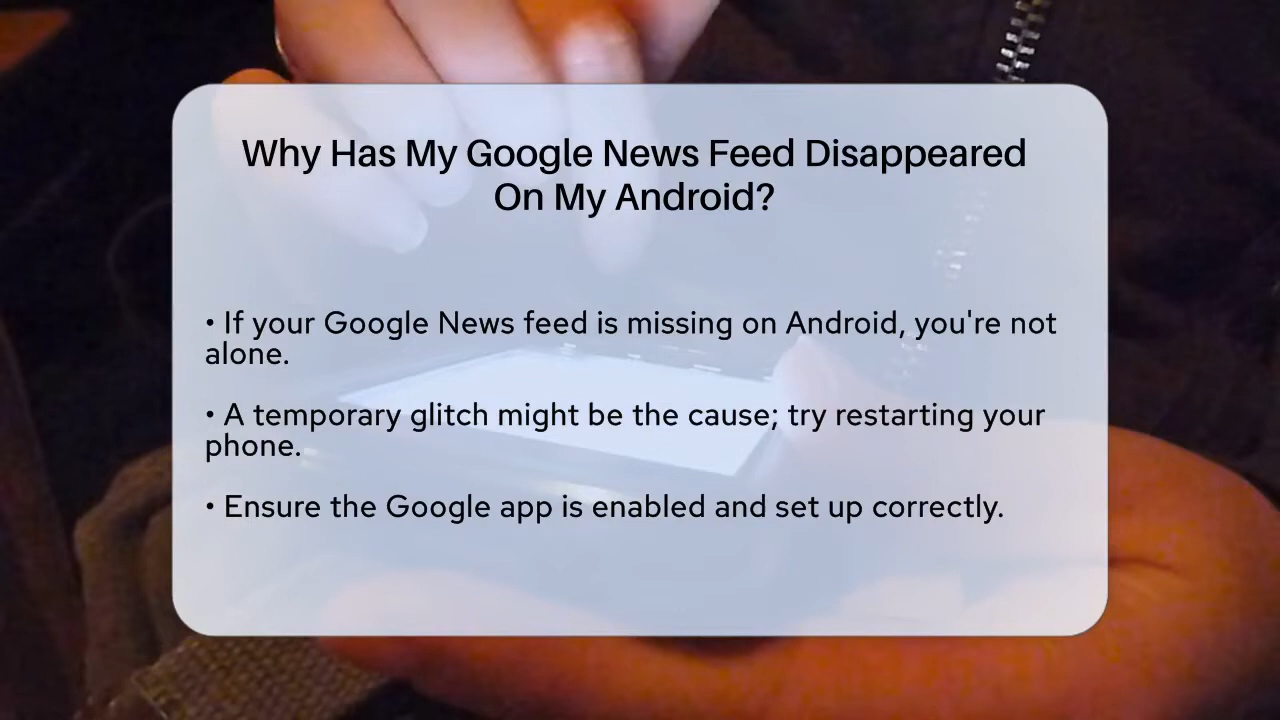 Why Has My Google News Feed Disappeared
On My Android?
• If your Google News feed is missing on Android, you're not
alone.
• A temporary glitch might be the cause; try restarting your
phone.
• Ensure the Google app is enabled and set up correctly.